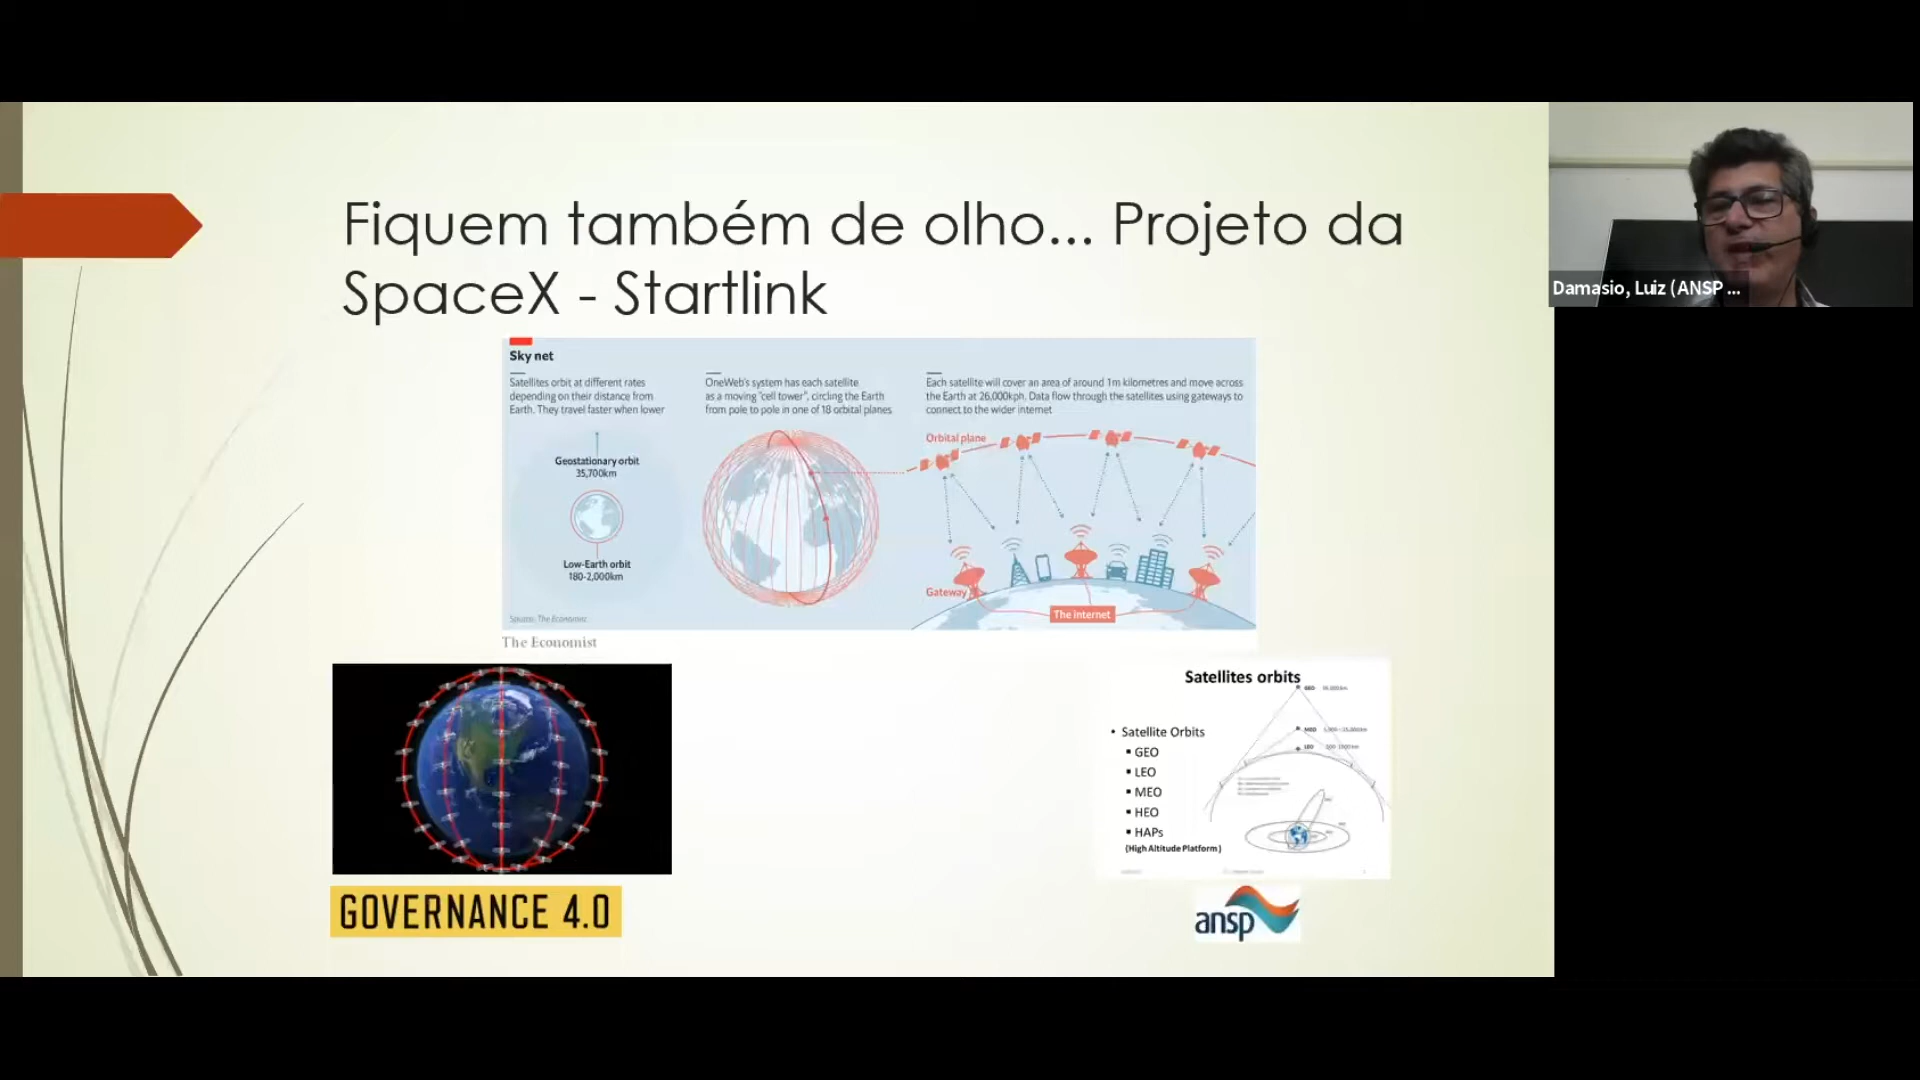 Fiquem também de olho... Projeto da
SpaceX - Startlink
Damasio, Luiz (ANSP ...
Sky net
Satellites orbit at different rates
depending on their distance from
Earth. They travel faster when lower
Geostationary orbit
35,700km
Low-Earth orbit
180-2,000km
Source: The Economist
OneWeb's system has each satellite
as a moving "cell tower", circling the Earth
from pole to pole in one of 18 orbital planes
Each satellite will cover an area of around 1m kilometres and move across
the Earth at 26,000kph. Data flow through the satellites using gateways to
connect to the wider internet
Orbital plane
Gateway
The internet
The Economist
GOVERNANCE 4.0
Satellites orbits
• Satellite Orbits
▪ GEO
▪ LEO
▪ MEO
▪ HEO
▪ HAPs
(High Altitude Platform)
GEO
MEO
LEO
ansp